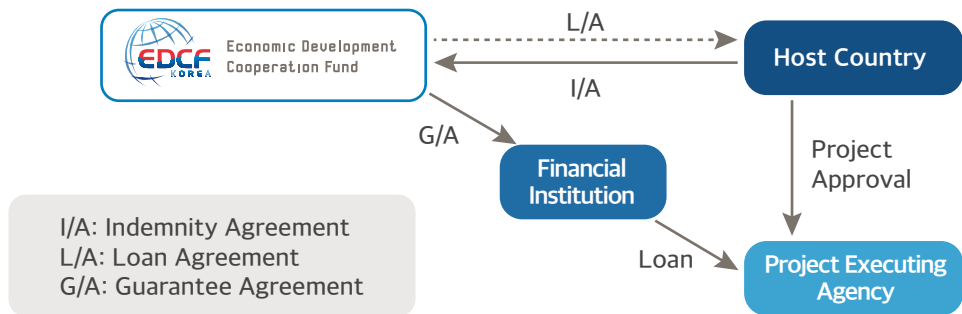 EDCF
KOREA
Economic Development
Cooperation Fund
L/A
I/A
Host Country
G/A
Financial
Institution
Project
Approval
Loan
Project Executing
Agency
I/A: Indemnity Agreement
L/A: Loan Agreement
G/A: Guarantee Agreement